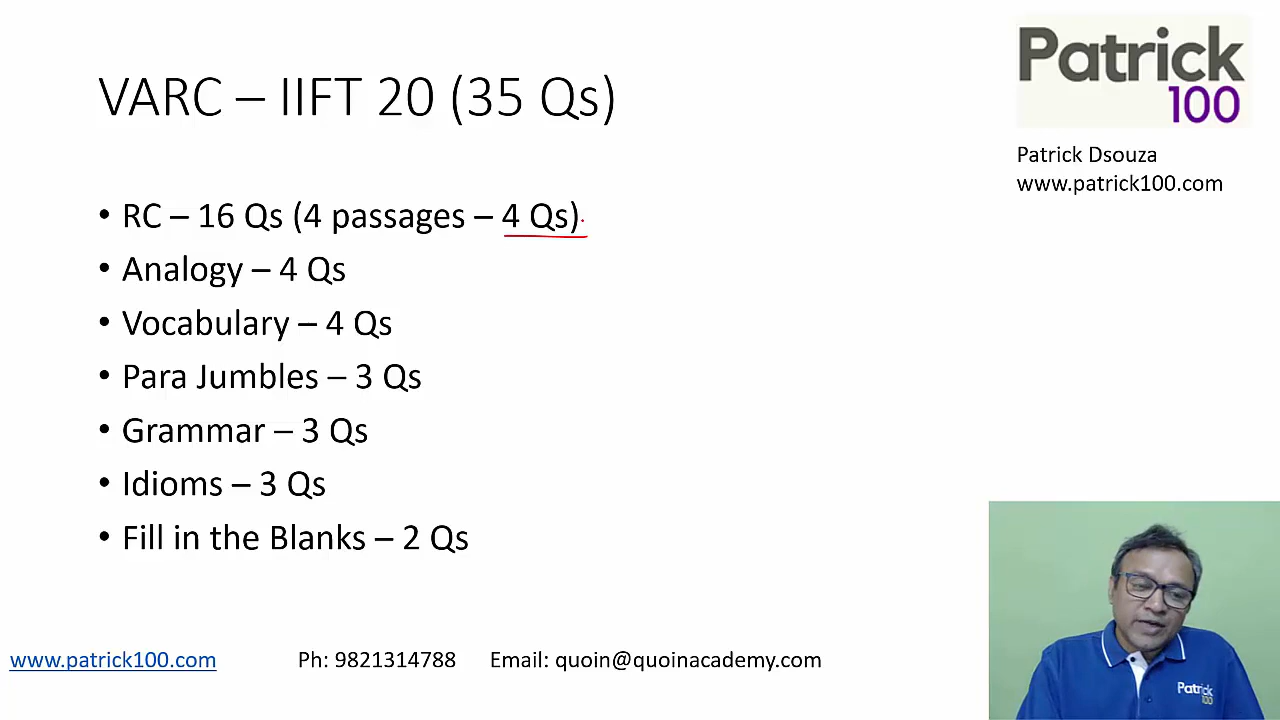 VARC – IIFT 20 (35 Qs)
Patrick
100
Patrick Dsouza
www.patrick100.com
• RC – 16 Qs (4 passages – 4 Qs)
• Analogy – 4 Qs
• Vocabulary – 4 Qs
• Para Jumbles – 3 Qs
• Grammar – 3 Qs
• Idioms – 3 Qs
• Fill in the Blanks – 2 Qs
www.patrick100.com Ph: 9821314788 Email: quoin@quoinacademy.com
Patrick
100